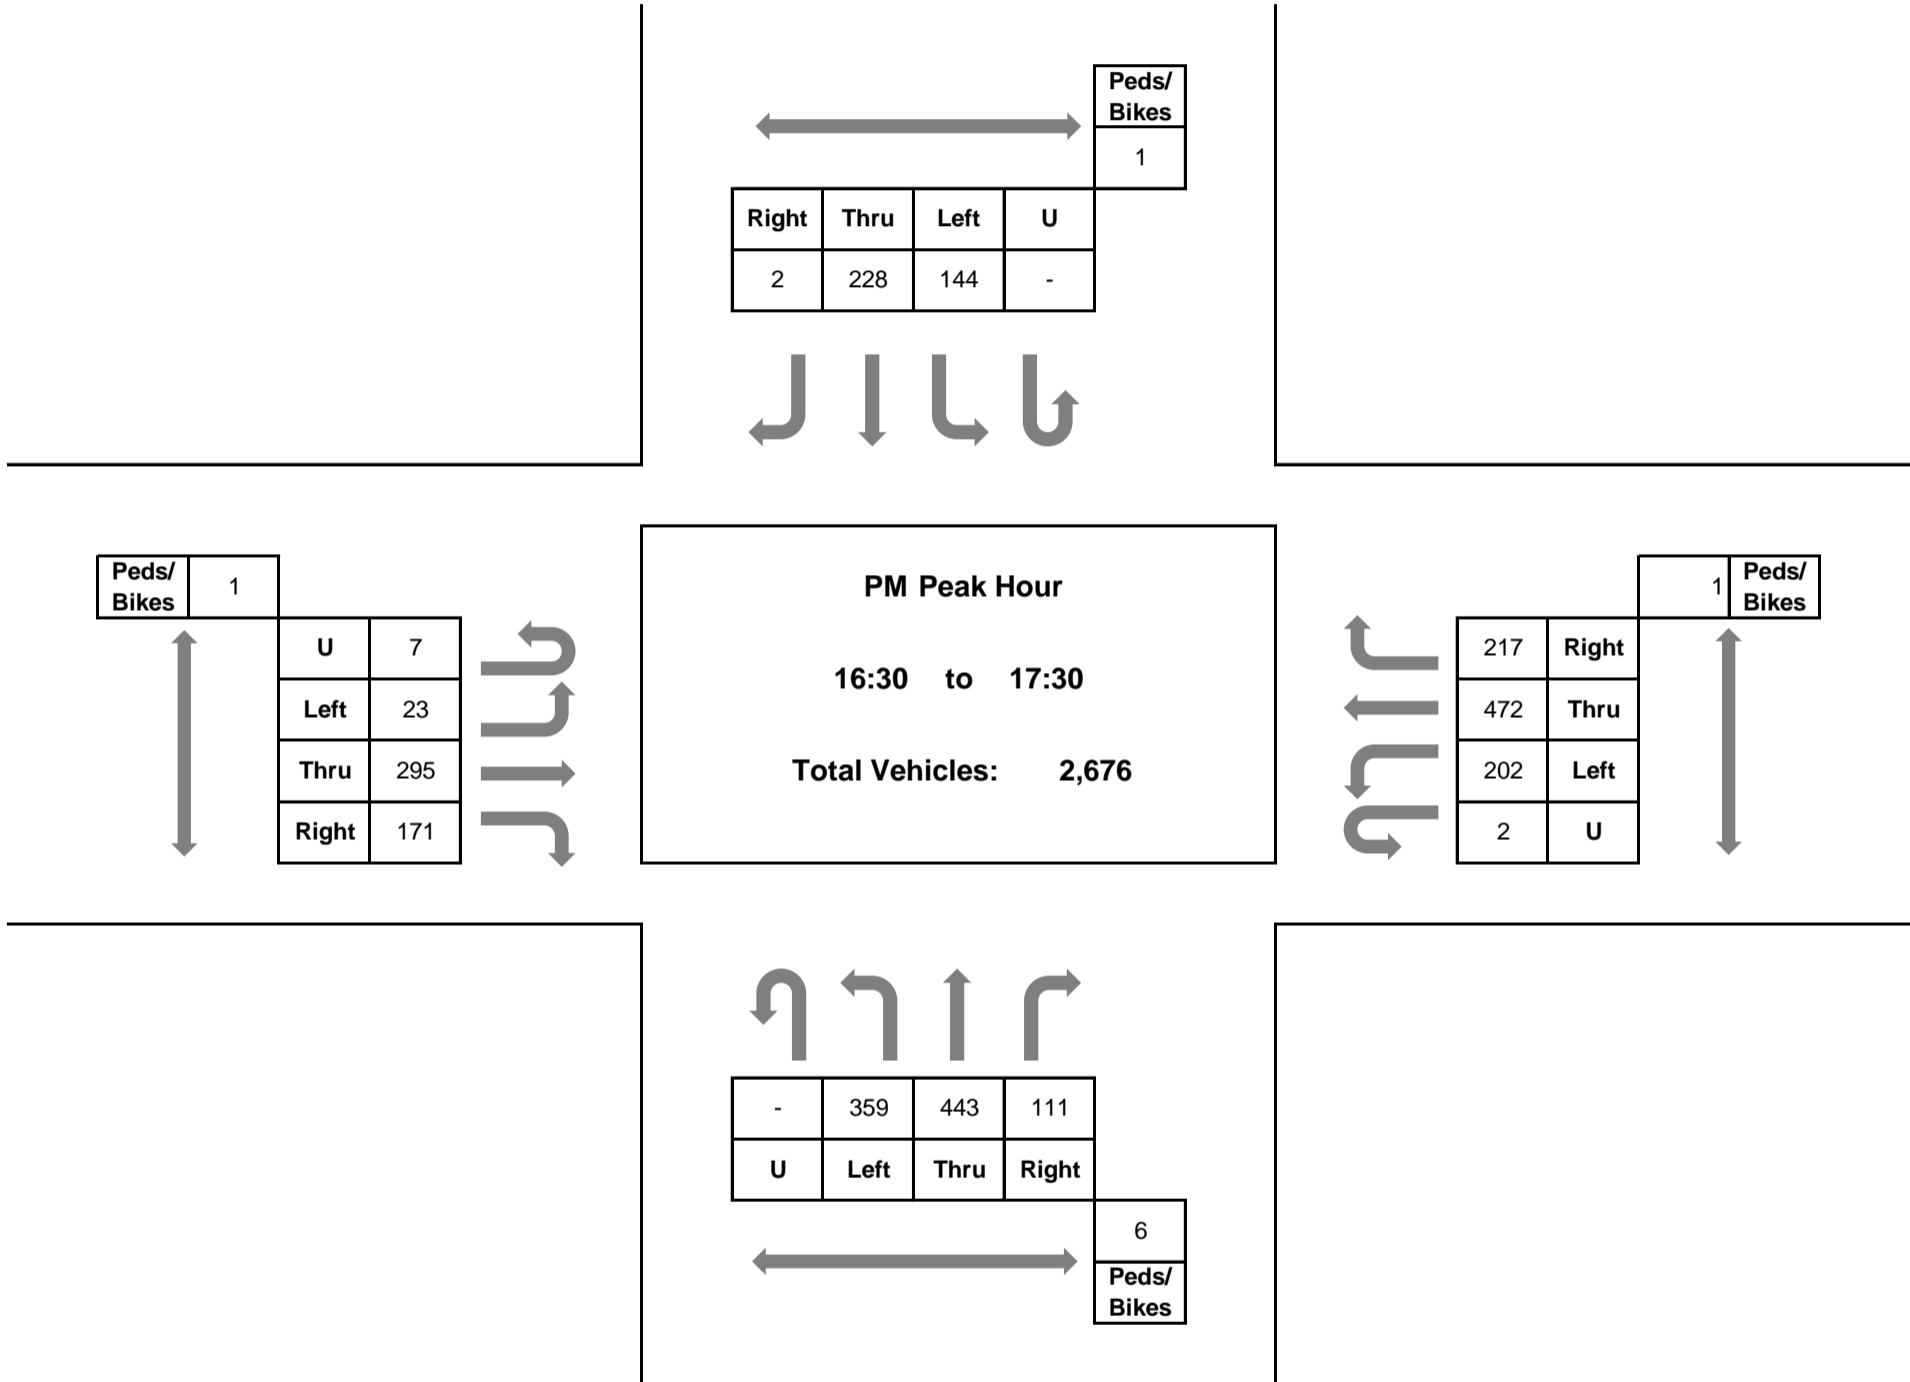 Peds/
Bikes
1
Right Thru Left U
2 228 144 -
Peds/
Bikes
1
U 7
Left 23
Thru 295
Right 171
PM Peak Hour
16:30 to 17:30
Total Vehicles: 2,676
1
Peds/
Bikes
217 Right
472 Thru
202 Left
2 U
- 359 443 111
U Left Thru Right
6
Peds/
Bikes